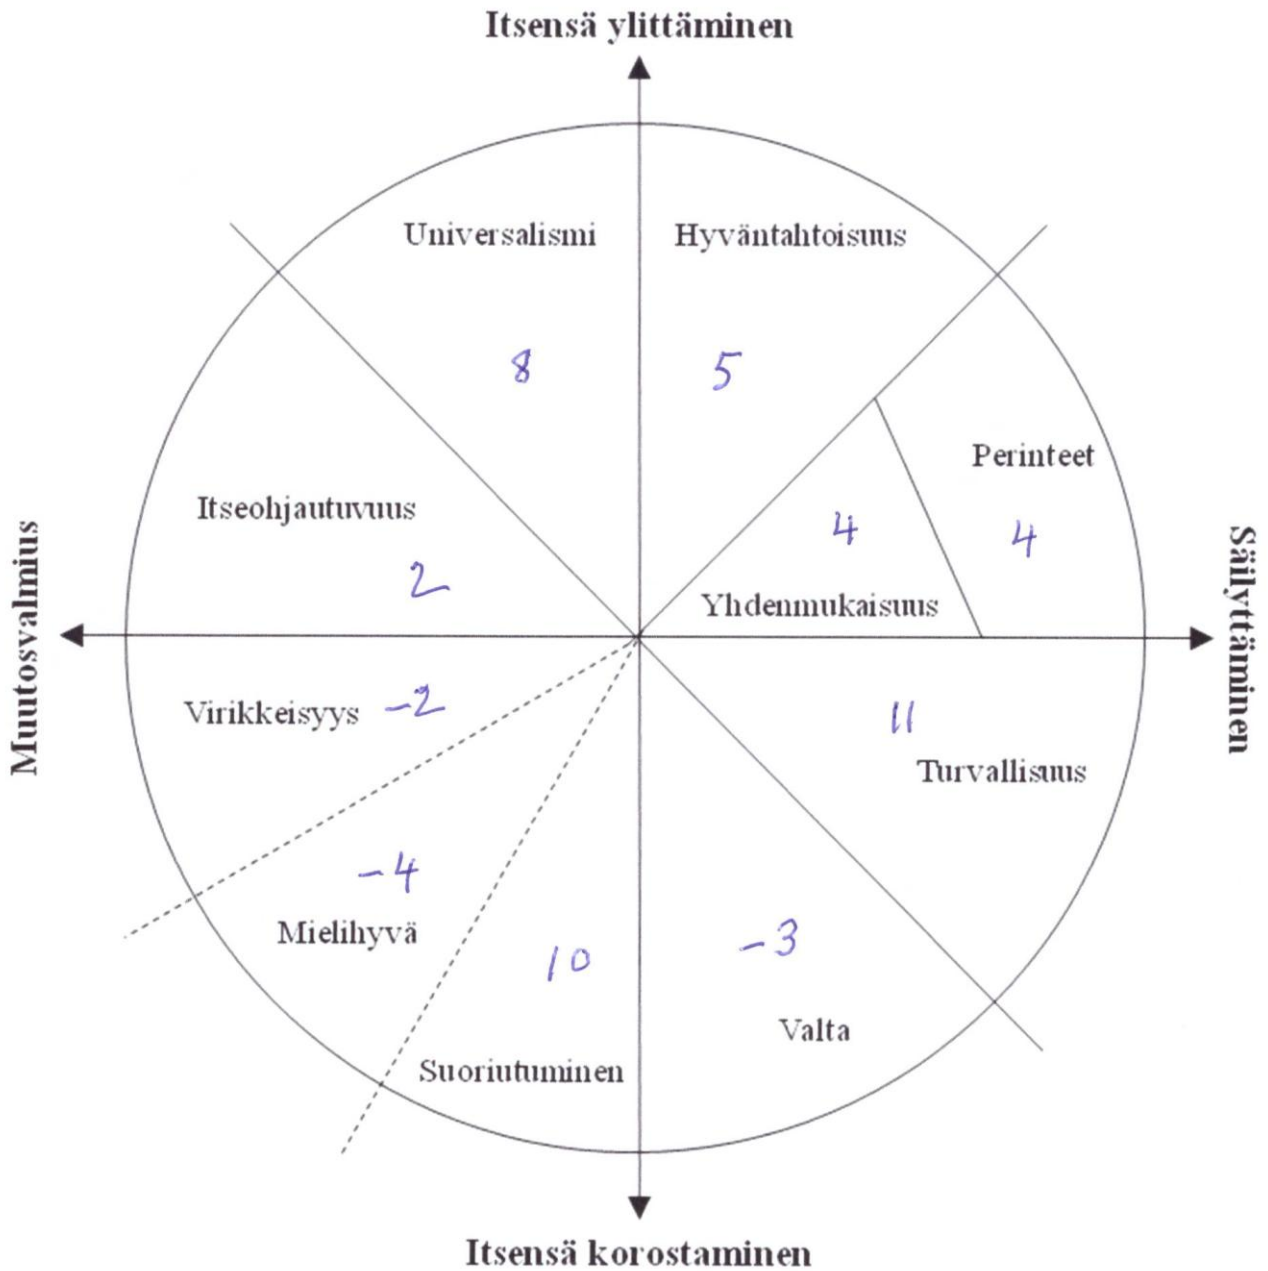 Itsensä ylittäminen
Universalismi
Hyväntahtoisuus
8
5
Perinteet
Itseohjautuvuus
4
4
2
Yhdenmukaisuus
Muutosvalmius
Säilyttäminen
Virikkeisyys -2
11
Turvallisuus
-4
Mielihyvä
10
-3
Valta
Suoriutuminen
Itsensä korostaminen